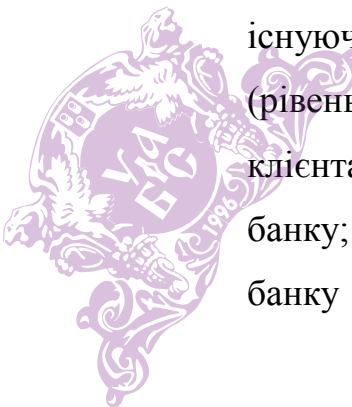 існуюч
(рівень
клієнта
банку;
банку
УАБС
1996